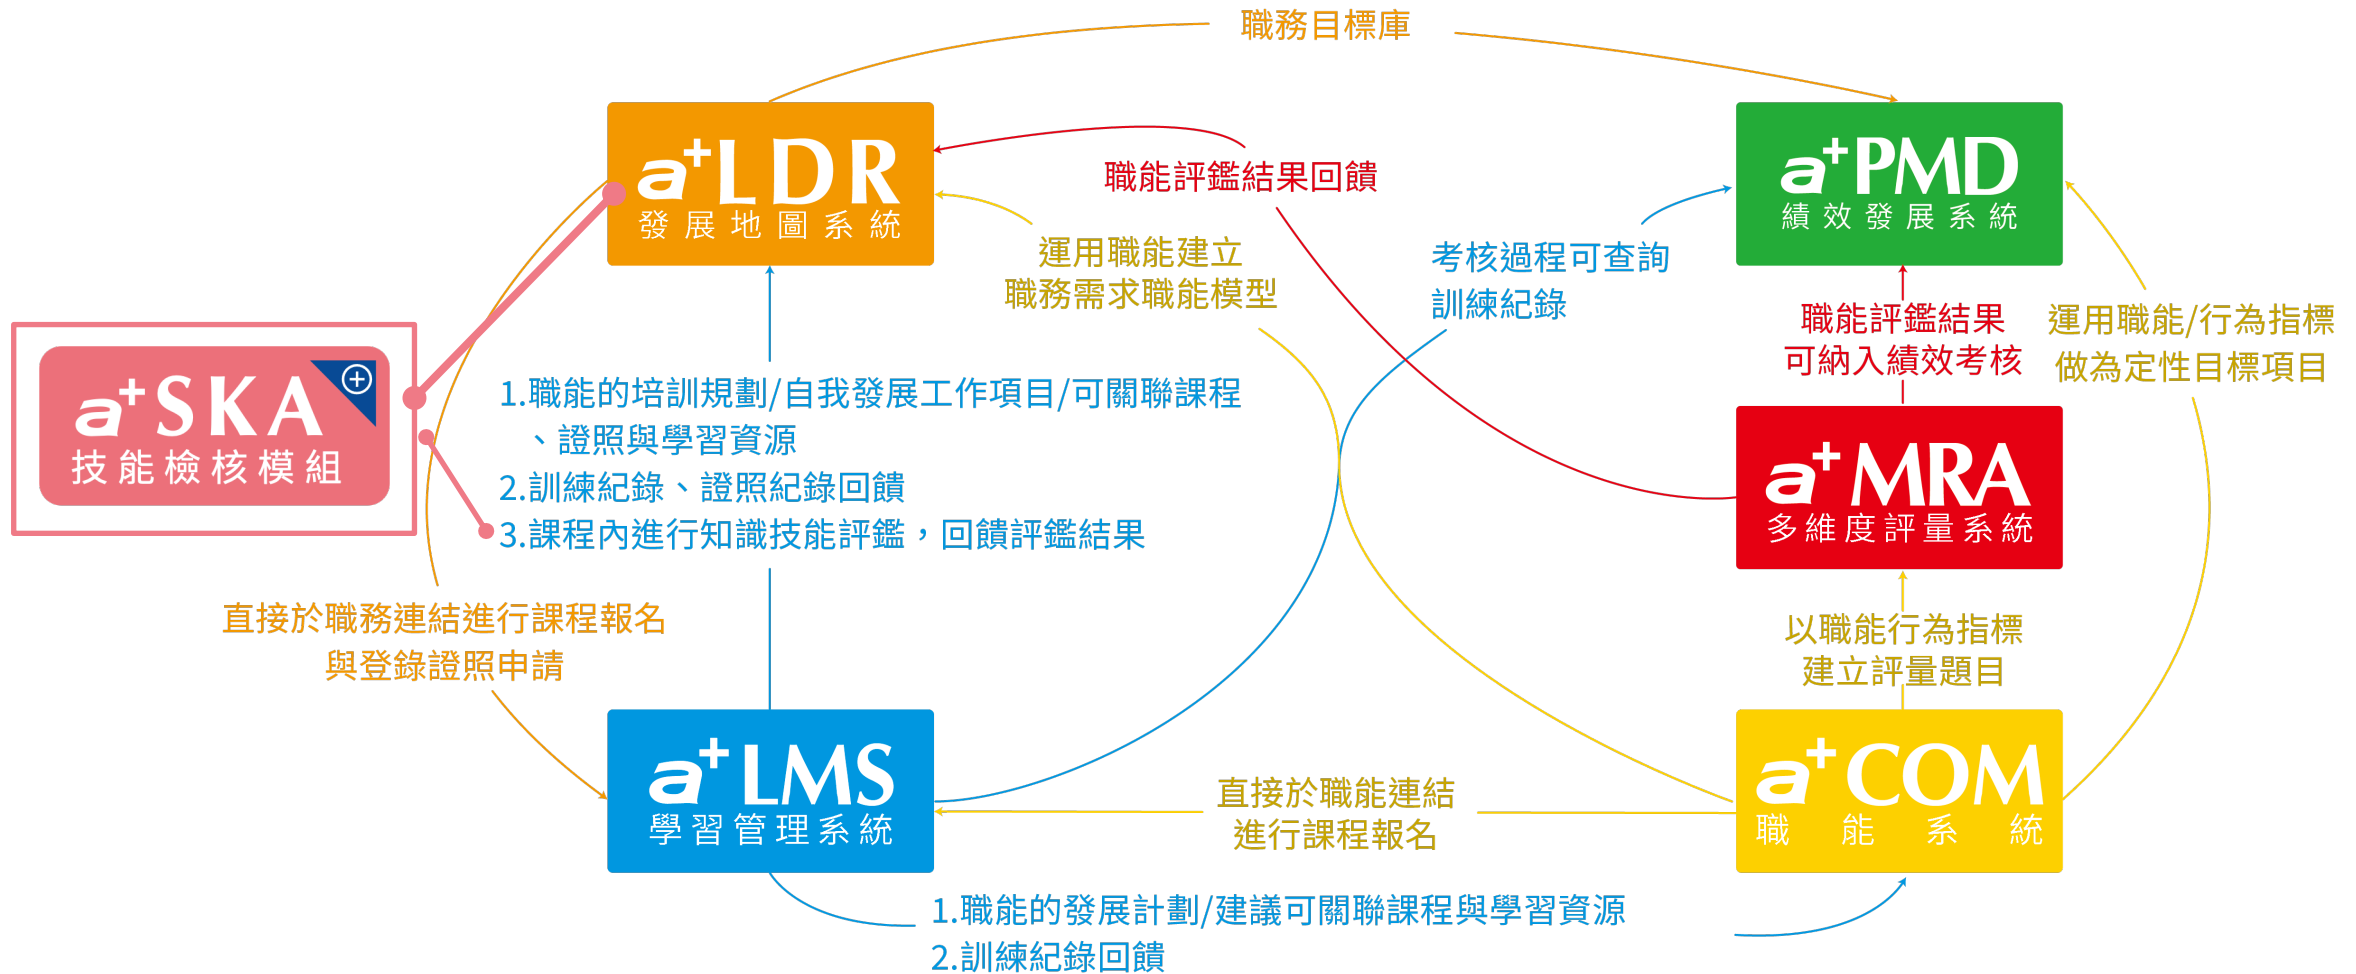 職務目標庫
a+LDR
發展地圖系統
a+PMD
績效發展系統
職能評鑑結果回饋
運用職能建立
職務需求職能模型
考核過程可查詢
訓練紀錄
職能評鑑結果
可納入績效考核
運用職能/行為指標
做為定性目標項目
a+SKA
技能檢核模組
1.職能的培訓規劃/自我發展工作項目/可關聯課程
、證照與學習資源
2.訓練紀錄、證照紀錄回饋
3.課程內進行知識技能評鑑，回饋評鑑結果
a+MRA
多維度評量系統
直接於職務連結進行課程報名
與登錄證照申請
以職能行為指標
建立評量題目
a+LMS
學習管理系統
直接於職能連結
進行課程報名
a+COM
職能系統
1.職能的發展計劃/建議可關聯課程與學習資源
2.訓練紀錄回饋